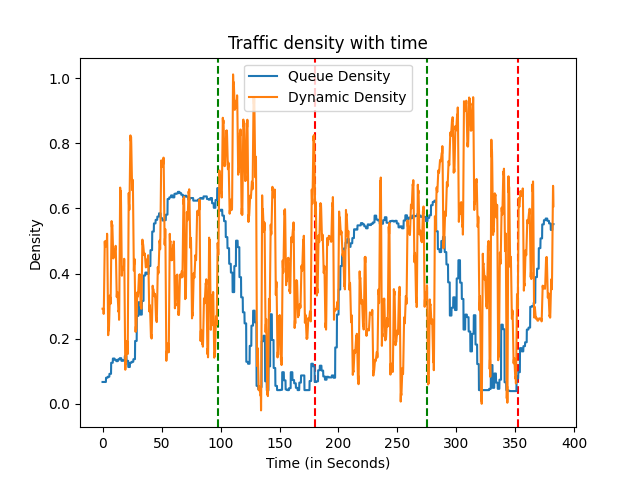 Traffic density with time
Queue Density
Dynamic Density
Density
1.0
0.8
0.6
0.4
0.2
0.0
0 50 100 150 200 250 300 350 400
Time (in Seconds)